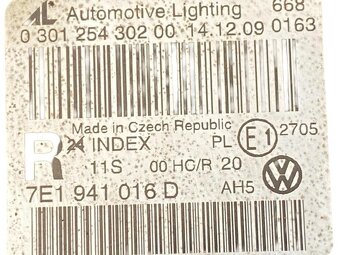 AL Automotive Lighting 668
0 301 254 302 00 14.12.09 0163
Made in Czech Republic
R 24 INDEX PL E1 2705
11S 00 HC/R 20
7E1 941 016 D AH5 VW